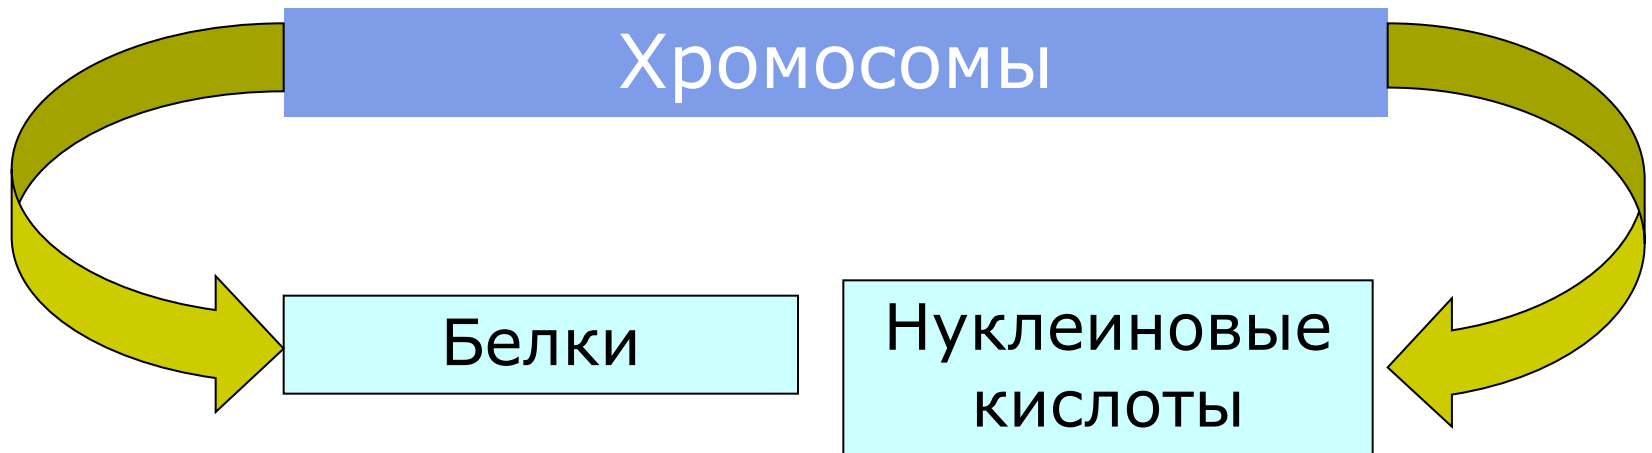 Хромосомы
Белки
Нуклеиновые
кислоты